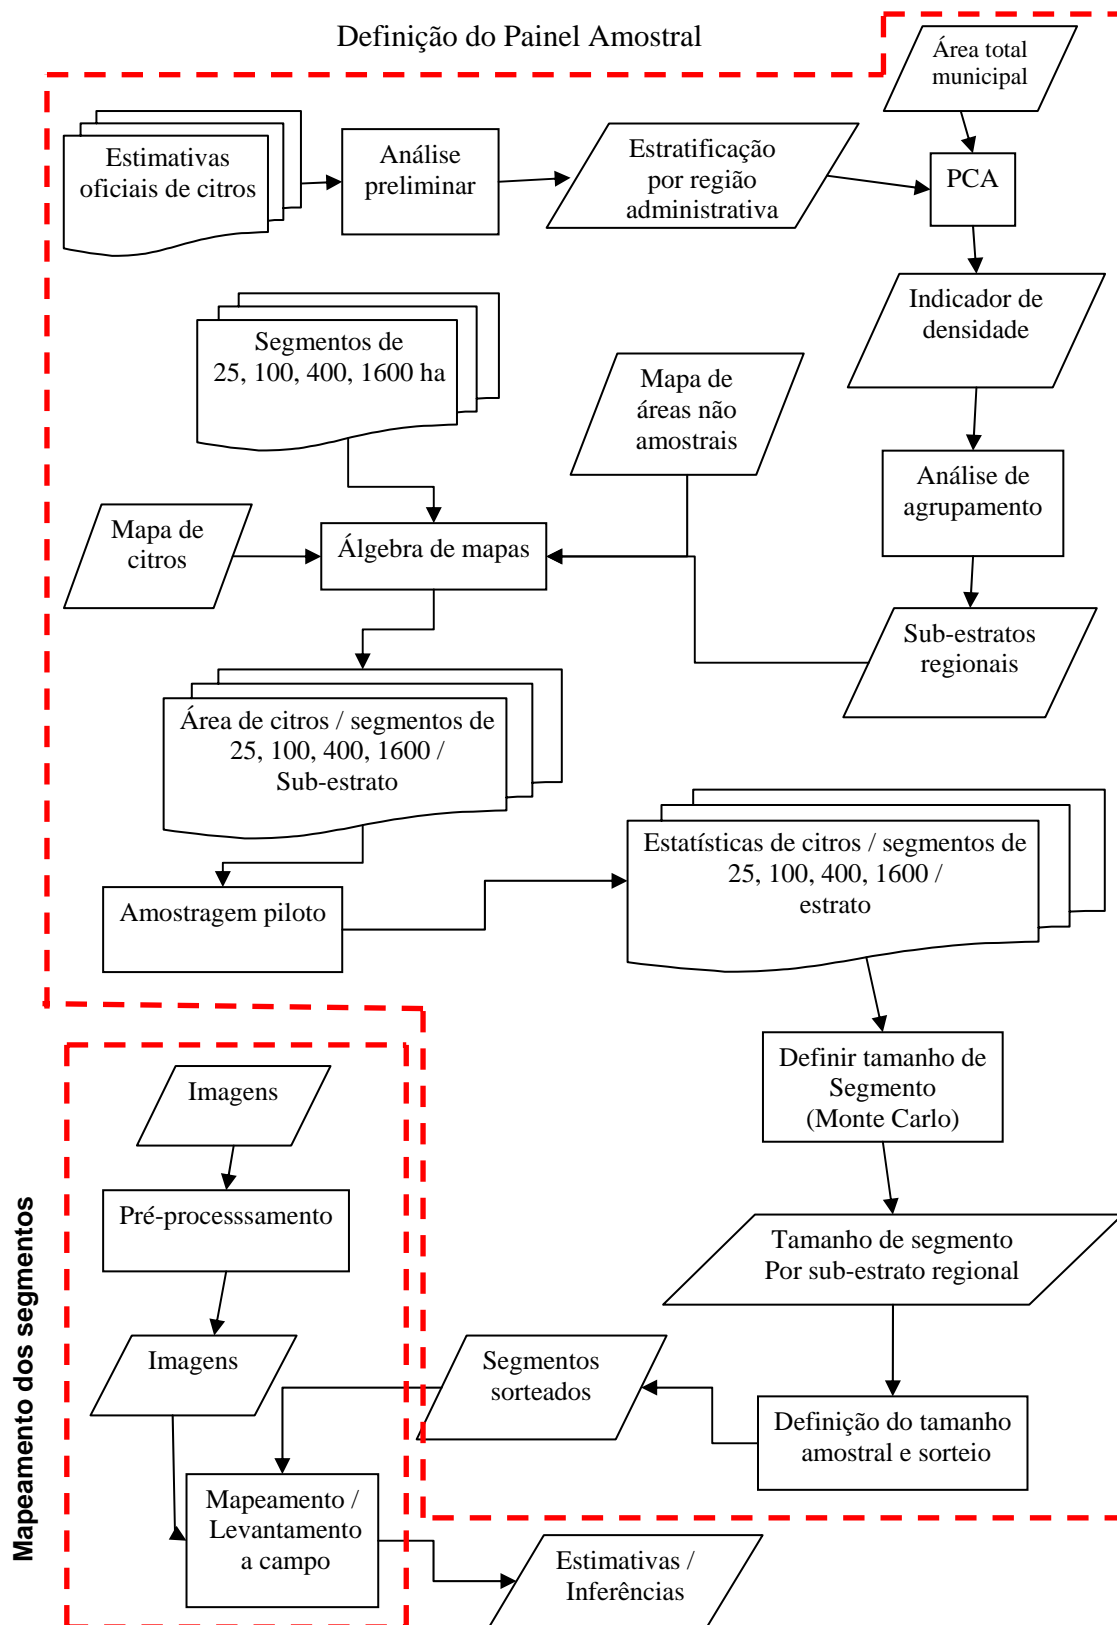 Definição do Painel Amostral
Área total
municipal
Estimativas
oficiais de citros
Análise
preliminar
Estratificação
por região
administrativa
PCA
Indicador de
densidade
Segmentos de
25, 100, 400, 1600 ha
Mapa de
áreas não
amostrais
Análise de
agrupamento
Mapa de
citros
Álgebra de mapas
Sub-estratos
regionais
Área de citros / segmentos de
25, 100, 400, 1600 /
Sub-estrato
Estatísticas de citros / segmentos de
25, 100, 400, 1600 /
estrato
Amostragem piloto
Definir tamanho de
Segmento
(Monte Carlo)
Tamanho de segmento
Por sub-estrato regional
Definição do tamanho
amostral e sorteio
Segmentos
sorteados
Mapeamento dos segmentos
Imagens
Pré-processsamento
Imagens
Mapeamento /
Levantamento
a campo
Estimativas /
Inferências